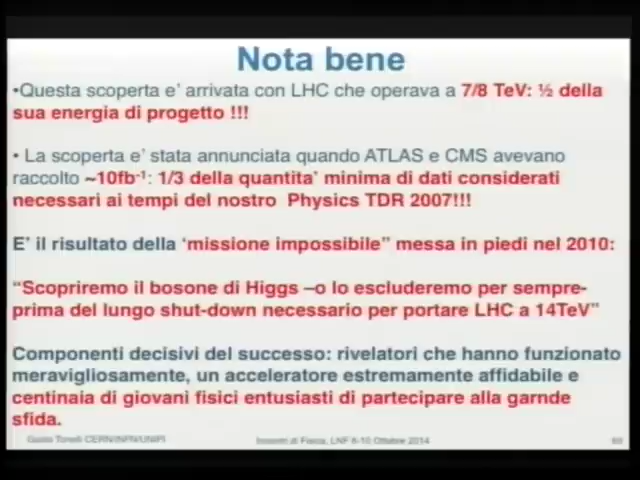 Nota bene
•Questa scoperta e' arrivata con LHC che operava a 7/8 TeV: ½ della
sua energia di progetto !!!
• La scoperta e' stata annunciata quando ATLAS e CMS avevano
raccolto ~10fb⁻¹: 1/3 della quantita' minima di dati considerati
necessari ai tempi del nostro Physics TDR 2007!!!
E' il risultato della 'missione impossibile" messa in piedi nel 2010:
"Scopriremo il bosone di Higgs –o lo escluderemo per sempre-
prima del lungo shut-down necessario per portare LHC a 14TeV"
Componenti decisivi del successo: rivelatori che hanno funzionato
meravigliosamente, un acceleratore estremamente affidabile e
centinaia di giovani fisici entusiasti di partecipare alla garnde
sfida.
Guido Tonelli CERN/INFN/UNIPI Incontri di Fisica, LNF 8-10 Ottobre 2014